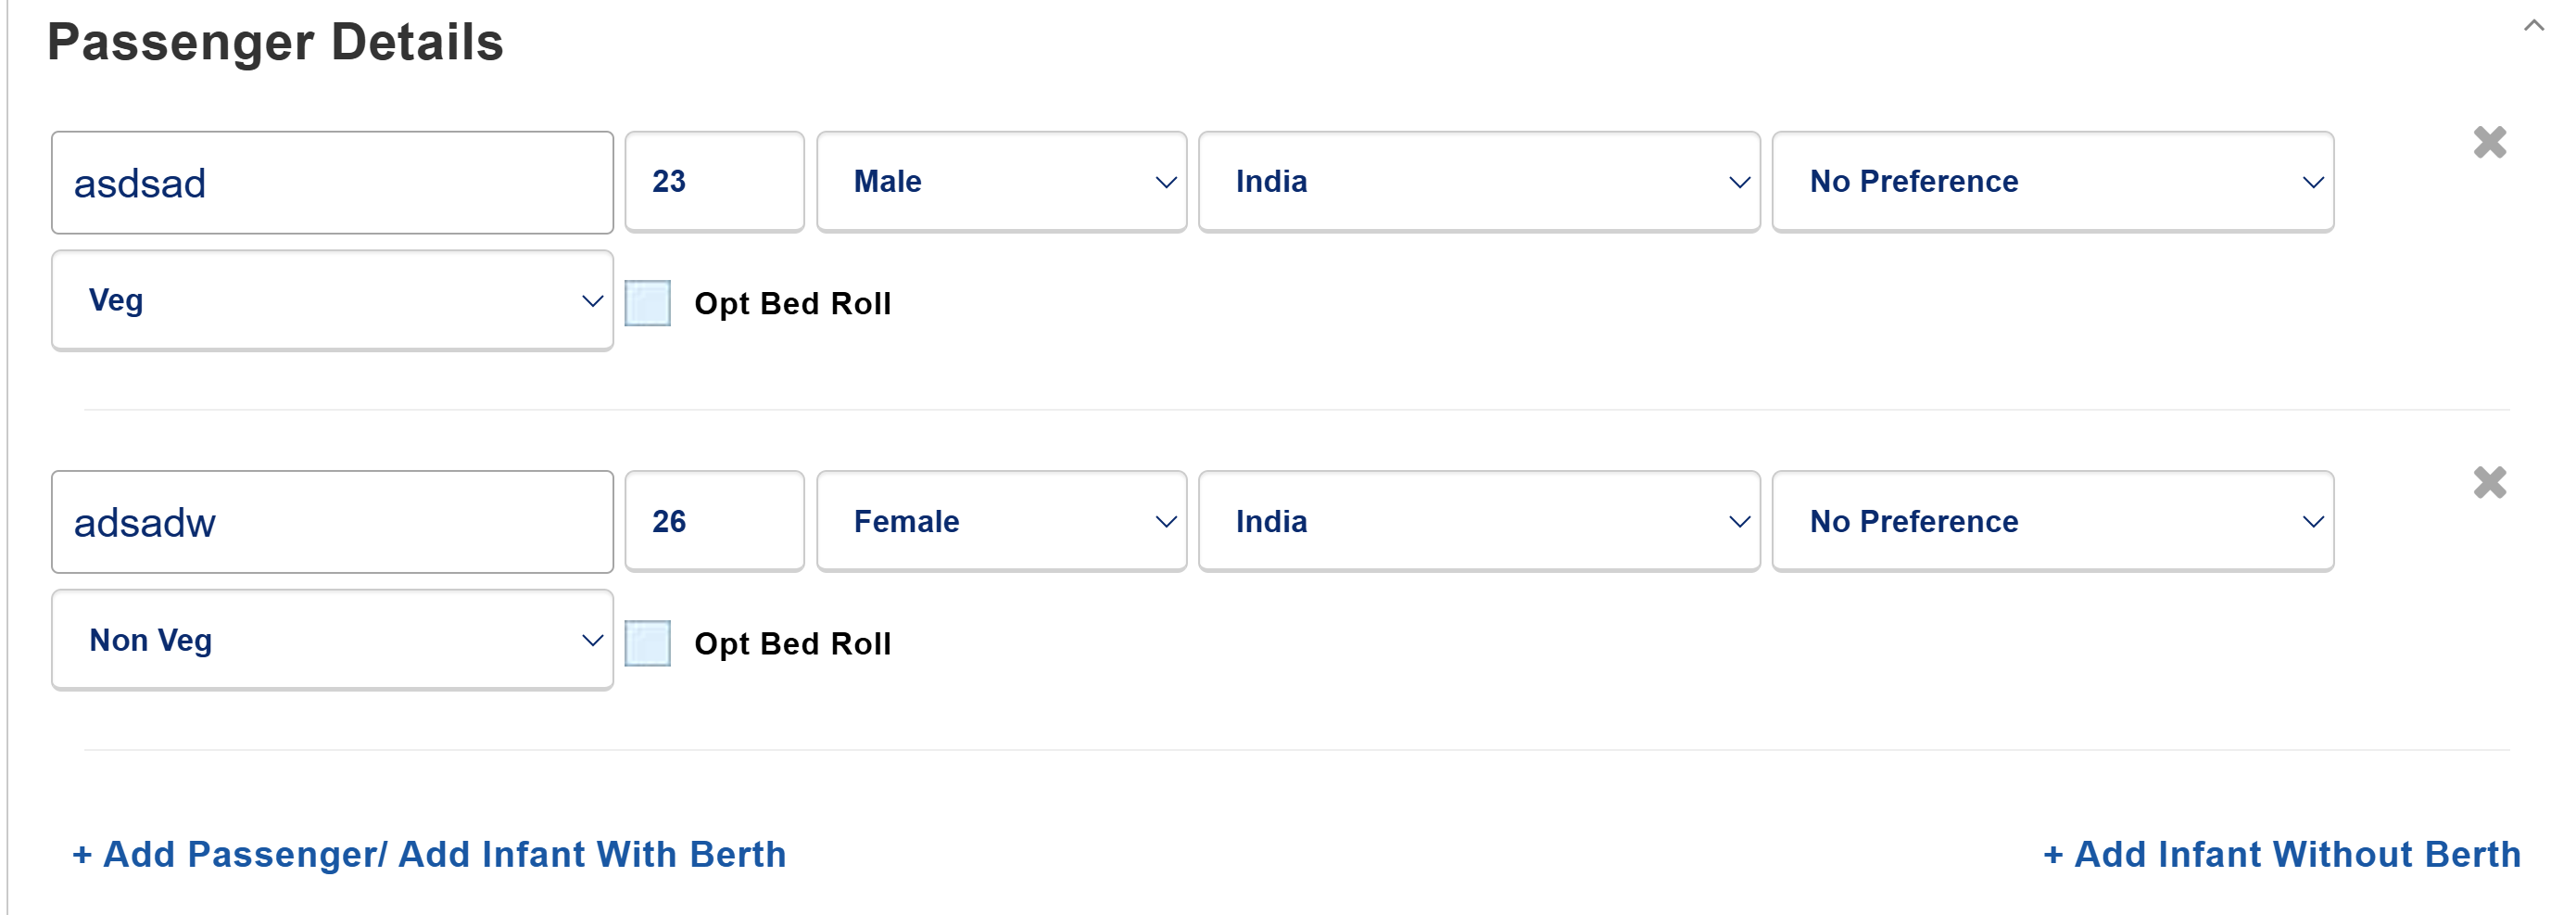 Passenger Details
asdsad 23 Male India No Preference
Veg Opt Bed Roll
adsadw 26 Female India No Preference
Non Veg Opt Bed Roll
+ Add Passenger/ Add Infant With Berth + Add Infant Without Berth